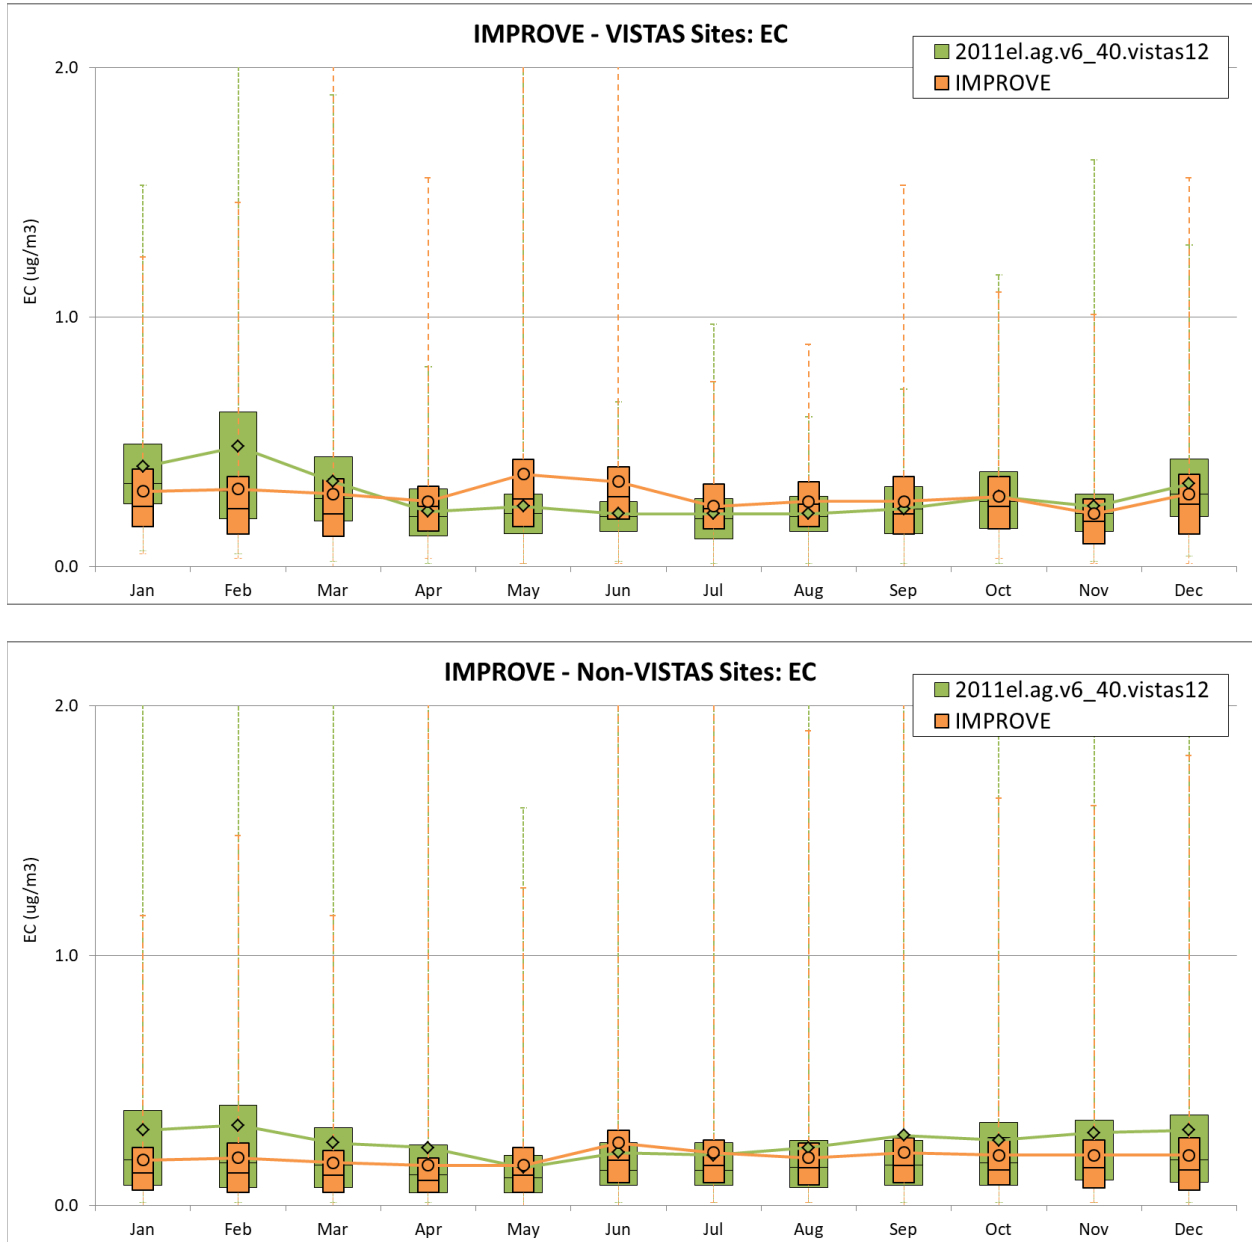 IMPROVE - VISTAS Sites: EC
2011el.ag.v6_40.vistas12
IMPROVE
2.0
1.0
0.0
EC (ug/m3)
Jan Feb Mar Apr May Jun Jul Aug Sep Oct Nov Dec
IMPROVE - Non-VISTAS Sites: EC
2011el.ag.v6_40.vistas12
IMPROVE
2.0
1.0
0.0
EC (ug/m3)
Jan Feb Mar Apr May Jun Jul Aug Sep Oct Nov Dec